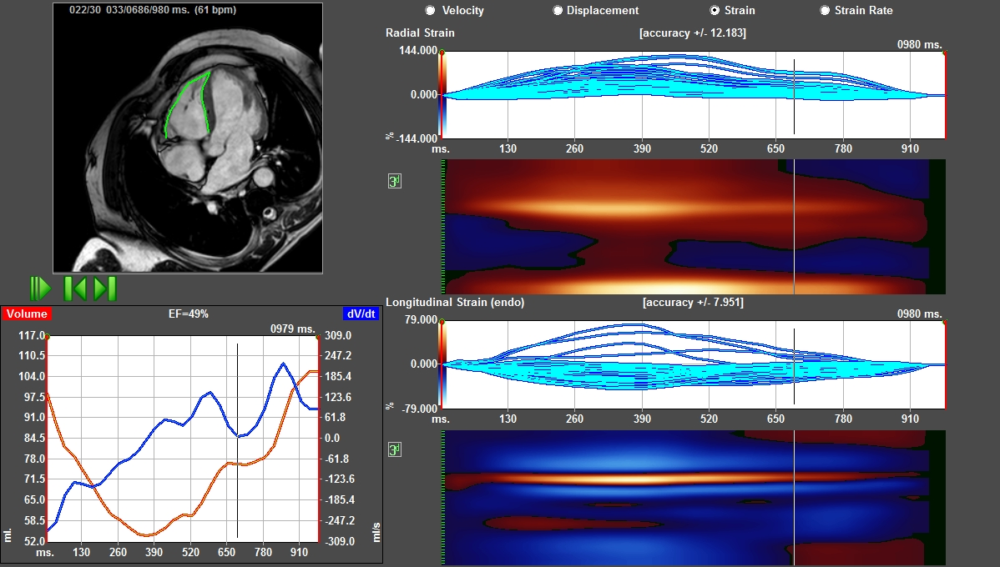 022/30 033/0686/980 ms. (61 bpm)
Velocity
Displacement
Strain
Strain Rate
Radial Strain
[accuracy +/- 12.183]
0980 ms.
144.000
0.000
-144.000
%
ms.
130
260
390
520
650
780
910
3d
Longitudinal Strain (endo)
[accuracy +/- 7.951]
0980 ms.
79.000
0.000
-79.000
%
ms.
130
260
390
520
650
780
910
3d
Volume
EF=49%
dV/dt
0979 ms.
117.0
110.5
104.0
97.5
91.0
84.5
78.0
71.5
65.0
58.5
52.0
ml.
309.0
247.2
185.4
123.6
61.8
0.0
-61.8
-123.6
-185.4
-247.2
-309.0
ml/s
ms.
130
260
390
520
650
780
910